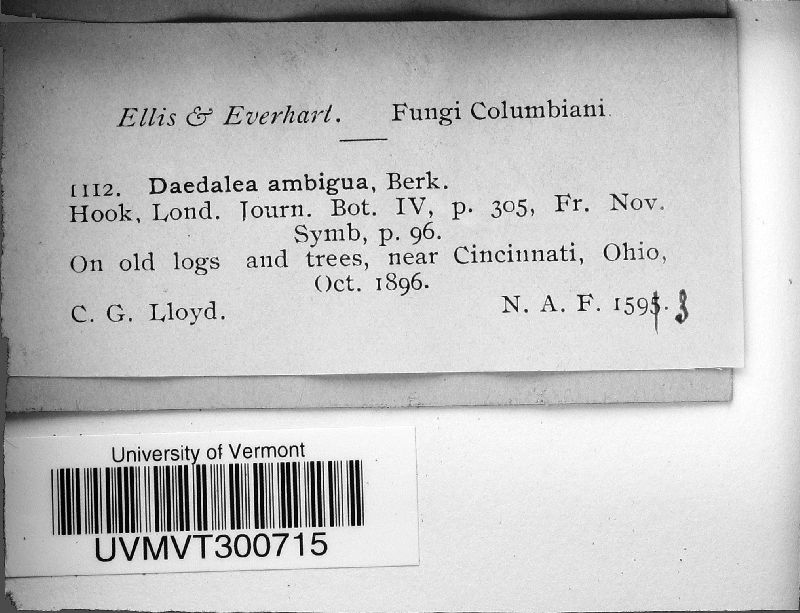 Ellis & Everhart. Fungi Columbiani.
1112. Daedalea ambigua, Berk.
Hook, Lond. Journ. Bot. IV, p. 305, Fr. Nov.
Symb, p. 96.
On old logs and trees, near Cincinnati, Ohio,
Oct. 1896.
C. G. Lloyd. N. A. F. 1595. 3
University of Vermont
UVMVT300715